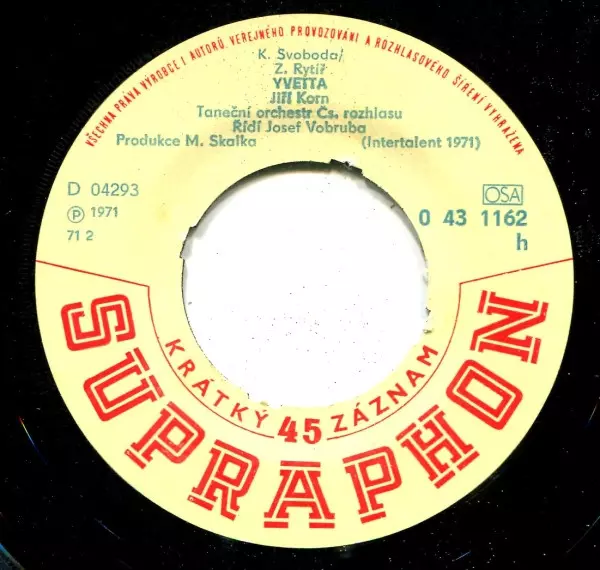 VŠECHNA PRÁVA VÝROBCE I AUTORŮ VEŘEJNÉHO PROVOZOVÁNÍ A ROZHLASOVÉHO ŠÍŘENÍ VYHRAŽENA
K. Svoboda/
Z. Rytíř
YVETTA
Jiří Korn
Taneční orchestr Čs. rozhlasu
Řídí Josef Vobruba
Produkce M. Skalka (Intertalent 1971)
D 04293
OSA
Ⓟ 1971
0 43 1162
71 2
h
KRÁTKÝ 45 ZÁZNAM
SUPRAPHON